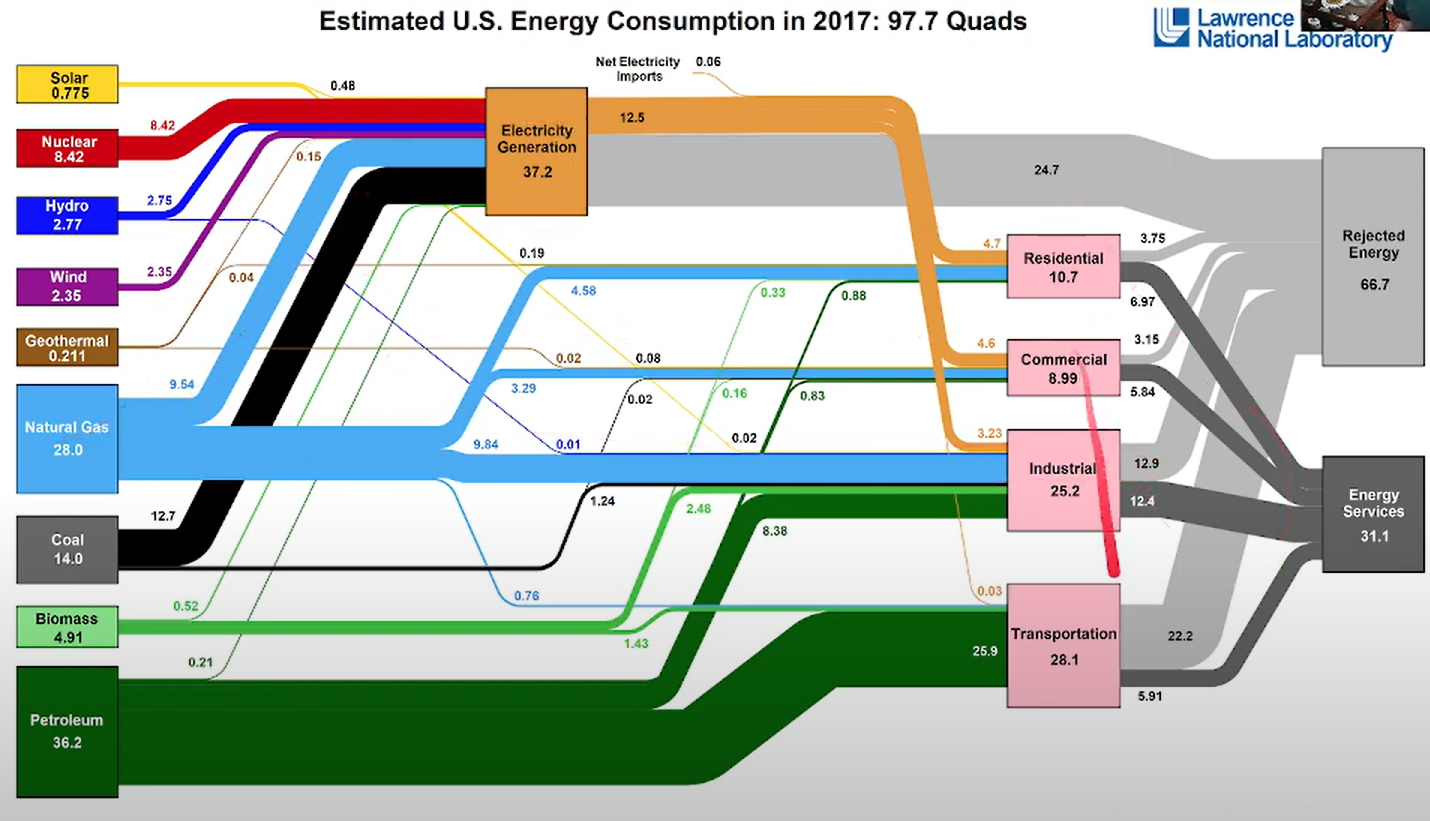 Estimated U.S. Energy Consumption in 2017: 97.7 Quads
Lawrence
National Laboratory
Net Electricity
Imports
0.06
Solar
0.775
0.48
Nuclear
8.42
8.42
Hydro
2.77
2.75
Wind
2.35
2.35
Geothermal
0.211
0.15
0.04
Natural Gas
28.0
9.54
Coal
14.0
12.7
Biomass
4.91
0.52
Petroleum
36.2
0.21
Electricity
Generation
37.2
12.5
24.7
0.19
4.58
0.33
0.88
0.02
0.08
3.29
0.02
0.16
0.83
9.84
0.01
0.02
1.24
2.48
8.38
0.76
1.43
25.9
0.03
4.7
4.6
3.23
Residential
10.7
3.75
6.97
Commercial
8.99
3.15
5.84
Industrial
25.2
12.9
12.4
Transportation
28.1
22.2
5.91
Rejected
Energy
66.7
Energy
Services
31.1